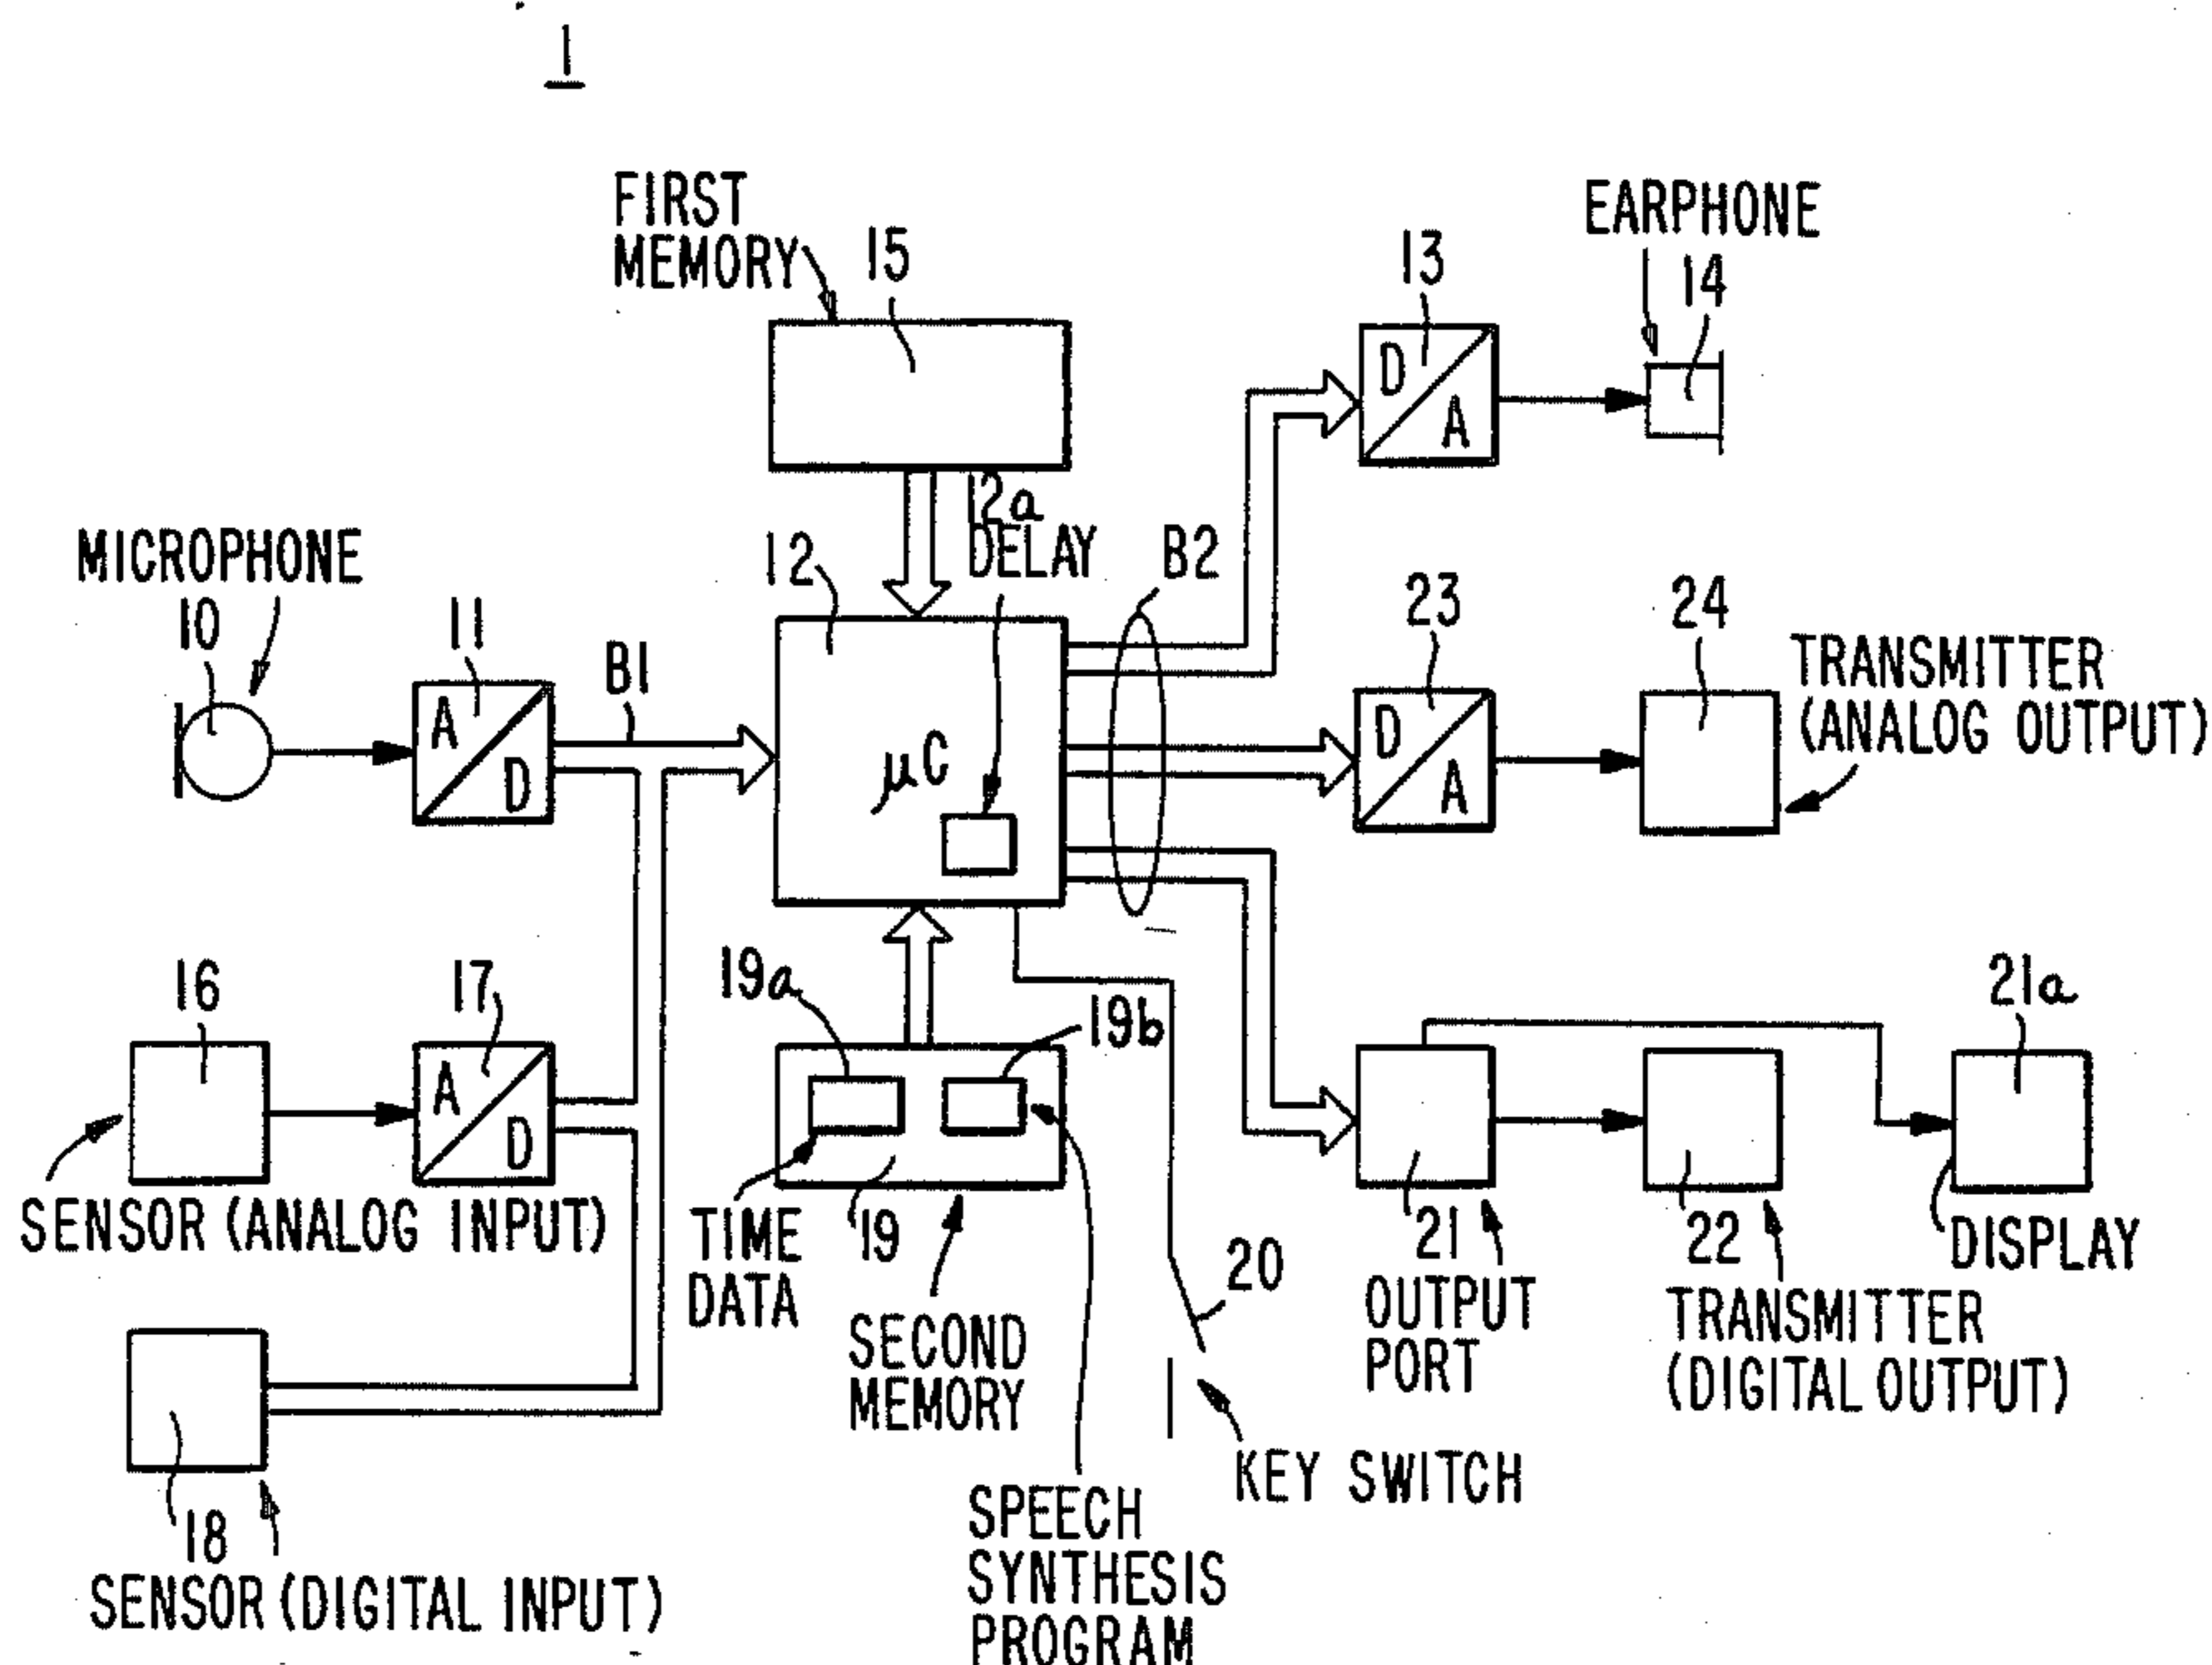 1
FIRST
MEMORY
15
13
EARPHONE
14
12a
DELAY
12
B2
MICROPHONE
10
11
B1
23
24
TRANSMITTER
(ANALOG OUTPUT)
D
A
A
D
μC
D
A
16
17
19a
19b
21a
A
D
SENSOR (ANALOG INPUT)
TIME
DATA
19
SECOND
MEMORY
20
21
OUTPUT
PORT
22
TRANSMITTER
(DIGITAL OUTPUT)
DISPLAY
KEY SWITCH
18
SENSOR (DIGITAL INPUT)
SPEECH
SYNTHESIS
PROGRAM